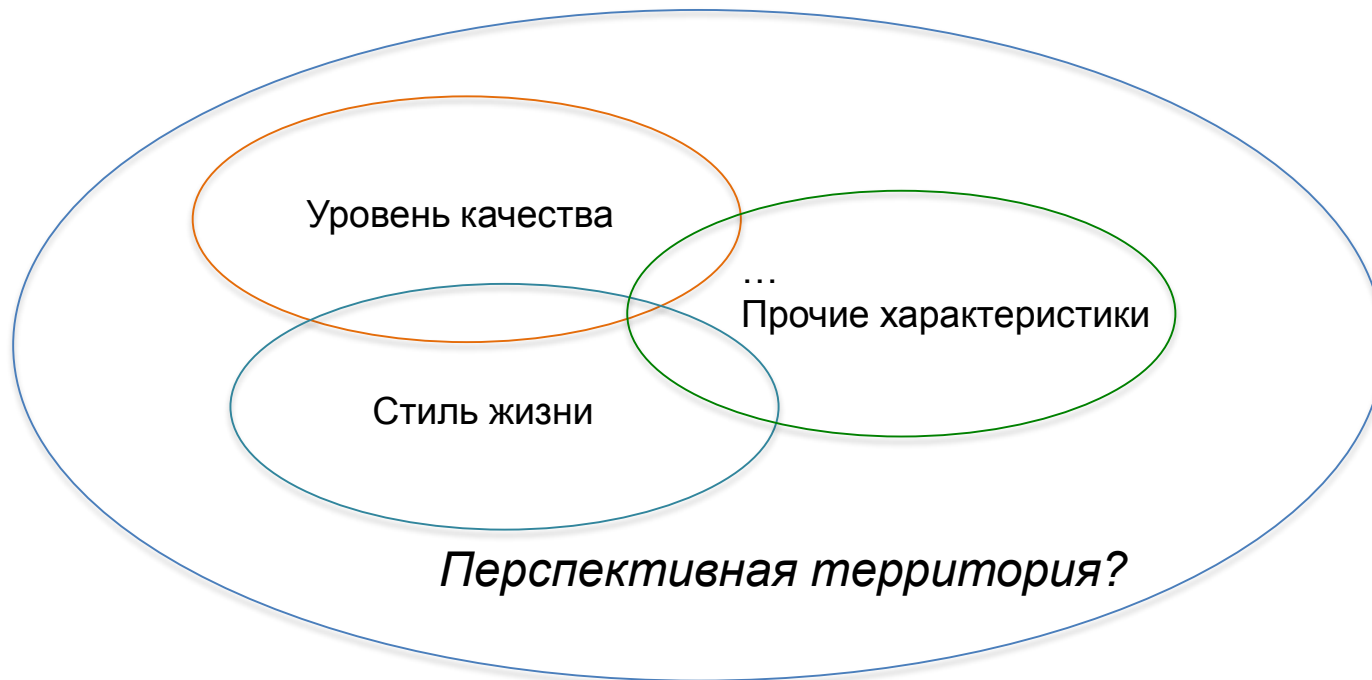 Уровень качества
…
Прочие характеристики
Стиль жизни
Перспективная территория?